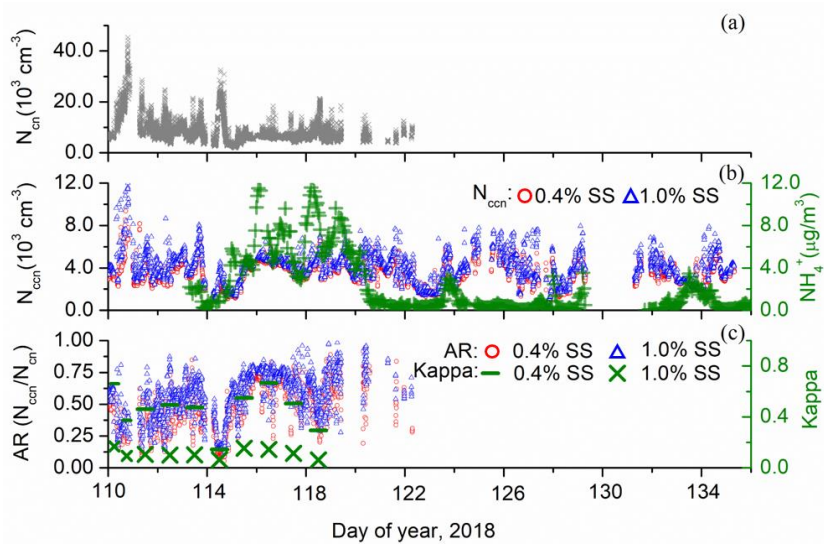 (a)
N_cn (10^3 cm^-3)
40.0
20.0
0.0
(b)
N_ccn: 0.4% SS 1.0% SS
N_ccn (10^3 cm^-3)
12.0
8.0
4.0
0.0
12.0
8.0
4.0
0.0
NH_4^+ (μg/m^3)
(c)
AR: 0.4% SS 1.0% SS
Kappa: 0.4% SS 1.0% SS
AR (N_ccn/N_cn)
1.00
0.75
0.50
0.25
0.00
0.8
0.4
0.0
Kappa
110 114 118 122 126 130 134
Day of year, 2018